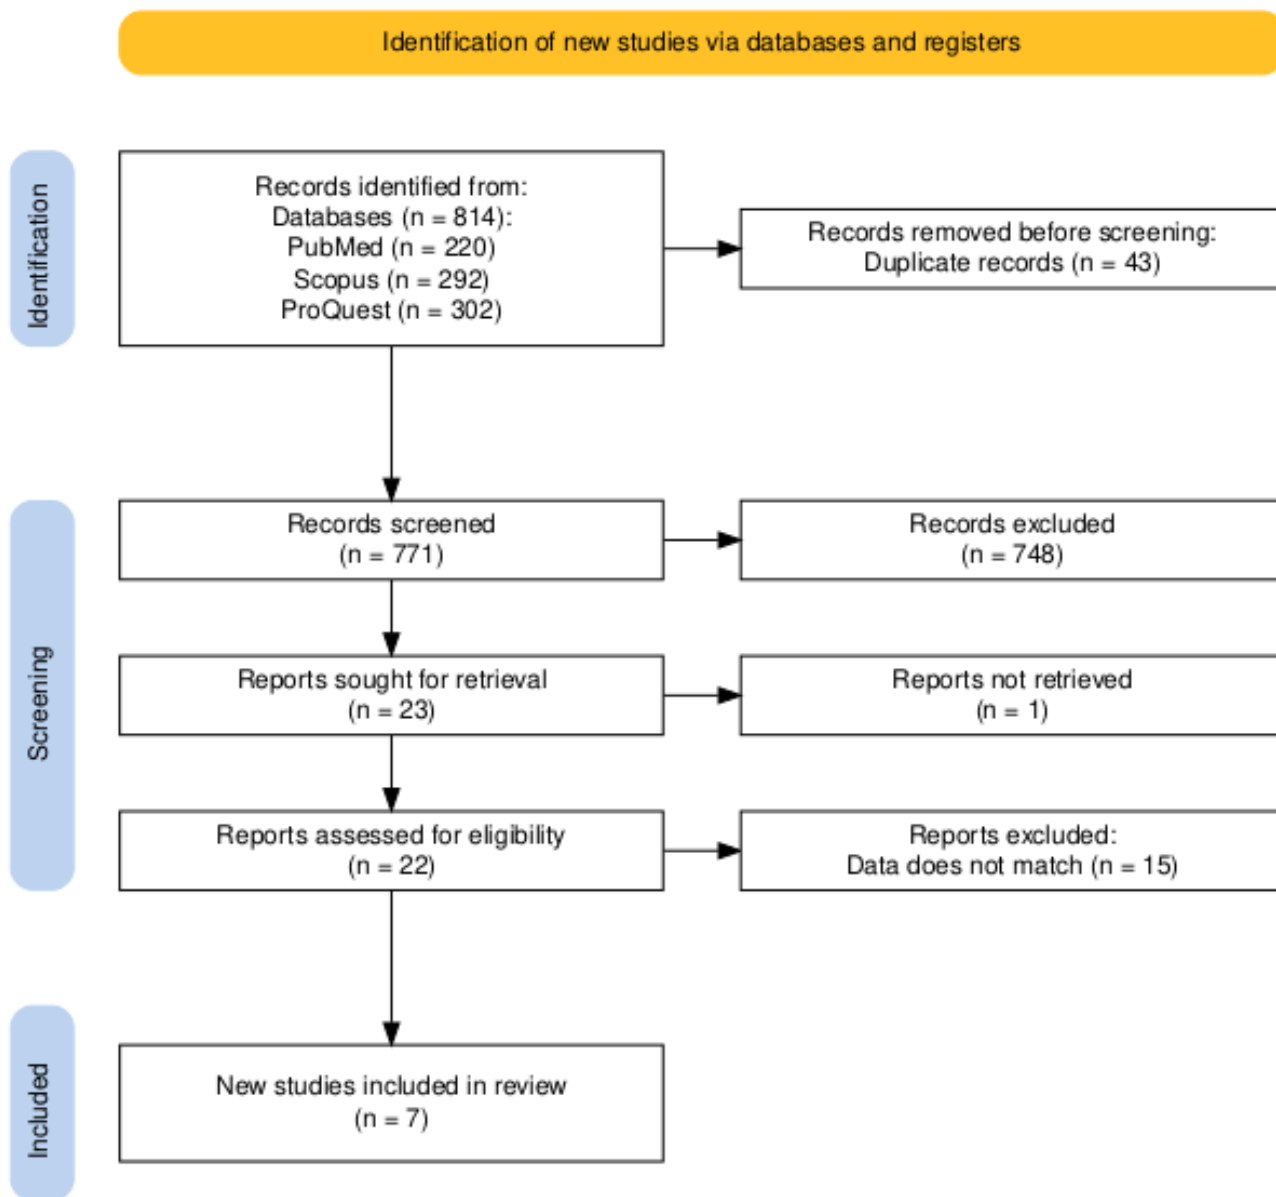 Identification of new studies via databases and registers
Identification
Records identified from:
Databases (n = 814):
PubMed (n = 220)
Scopus (n = 292)
ProQuest (n = 302)
Records removed before screening:
Duplicate records (n = 43)
Screening
Records screened
(n = 771)
Records excluded
(n = 748)
Reports sought for retrieval
(n = 23)
Reports not retrieved
(n = 1)
Reports assessed for eligibility
(n = 22)
Reports excluded:
Data does not match (n = 15)
Included
New studies included in review
(n = 7)